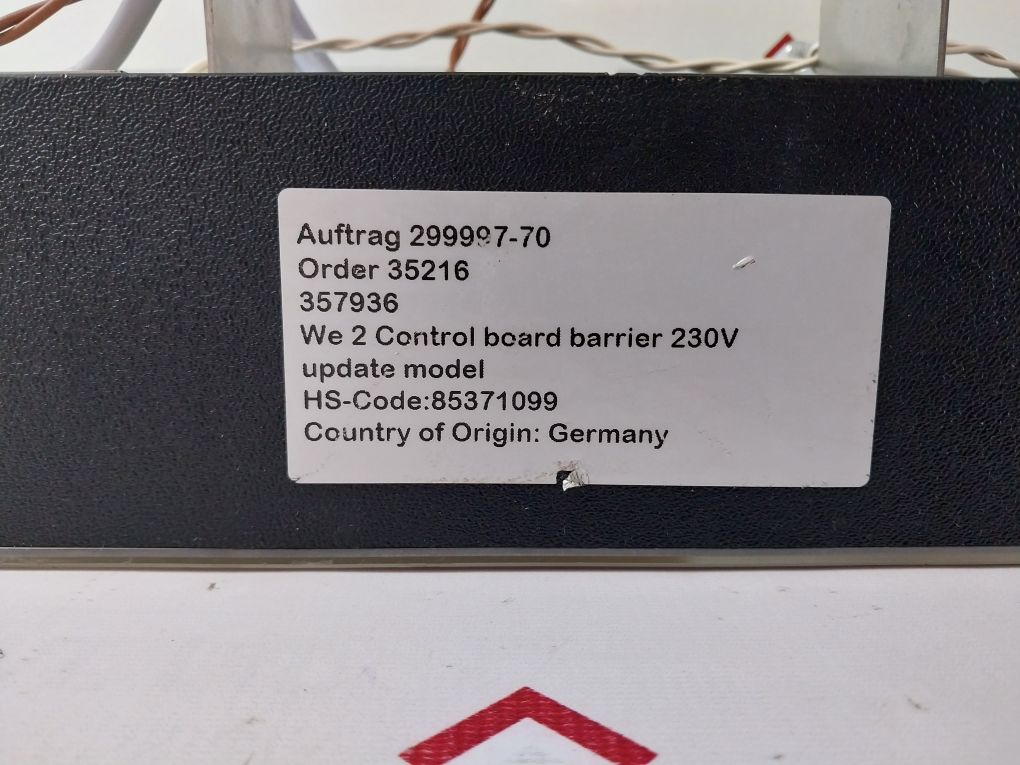 Auftrag 299997-70
Order 35216
357936
We 2 Control board barrier 230V
update model
HS-Code:85371099
Country of Origin: Germany